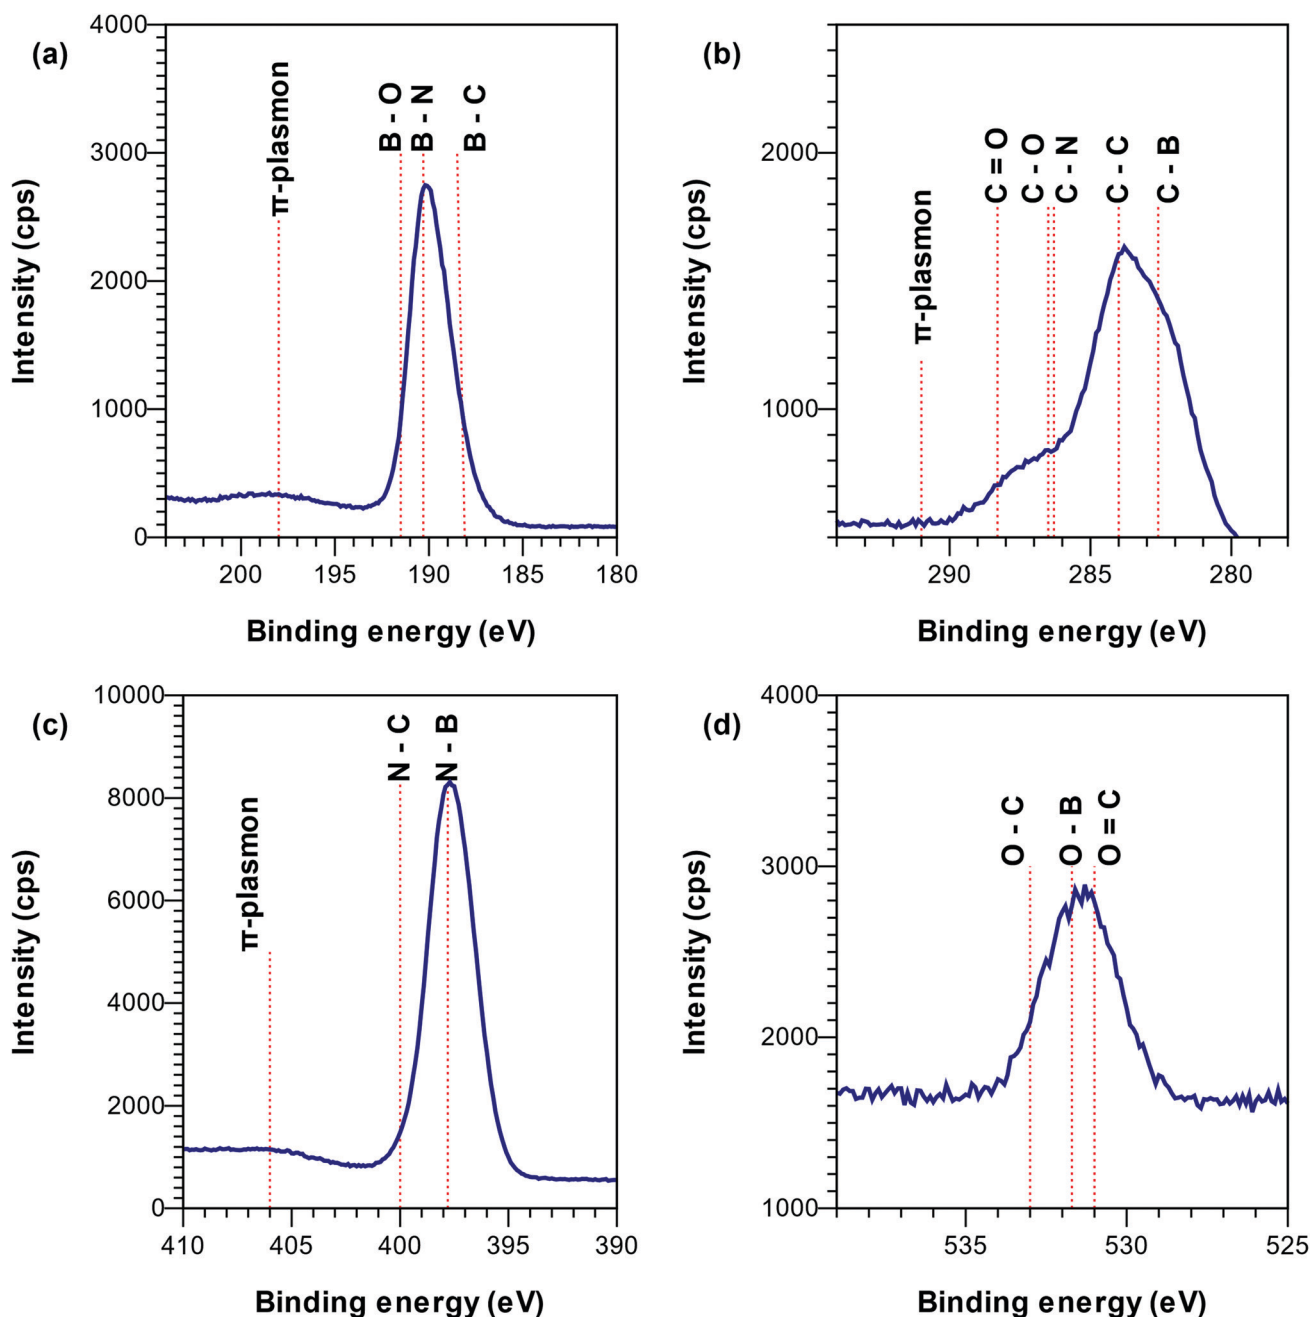 (a)
4000
3000
2000
1000
0
Intensity (cps)
π-plasmon
B - O
B - N
B - C
200
195
190
185
180
Binding energy (eV)
(b)
2000
1000
Intensity (cps)
π-plasmon
C = O
C - O
C - N
C - C
C - B
290
285
280
Binding energy (eV)
(c)
10000
8000
6000
4000
2000
0
Intensity (cps)
π-plasmon
N - C
N - B
410
405
400
395
390
Binding energy (eV)
(d)
4000
3000
2000
1000
Intensity (cps)
O - C
O - B
O = C
535
530
525
Binding energy (eV)